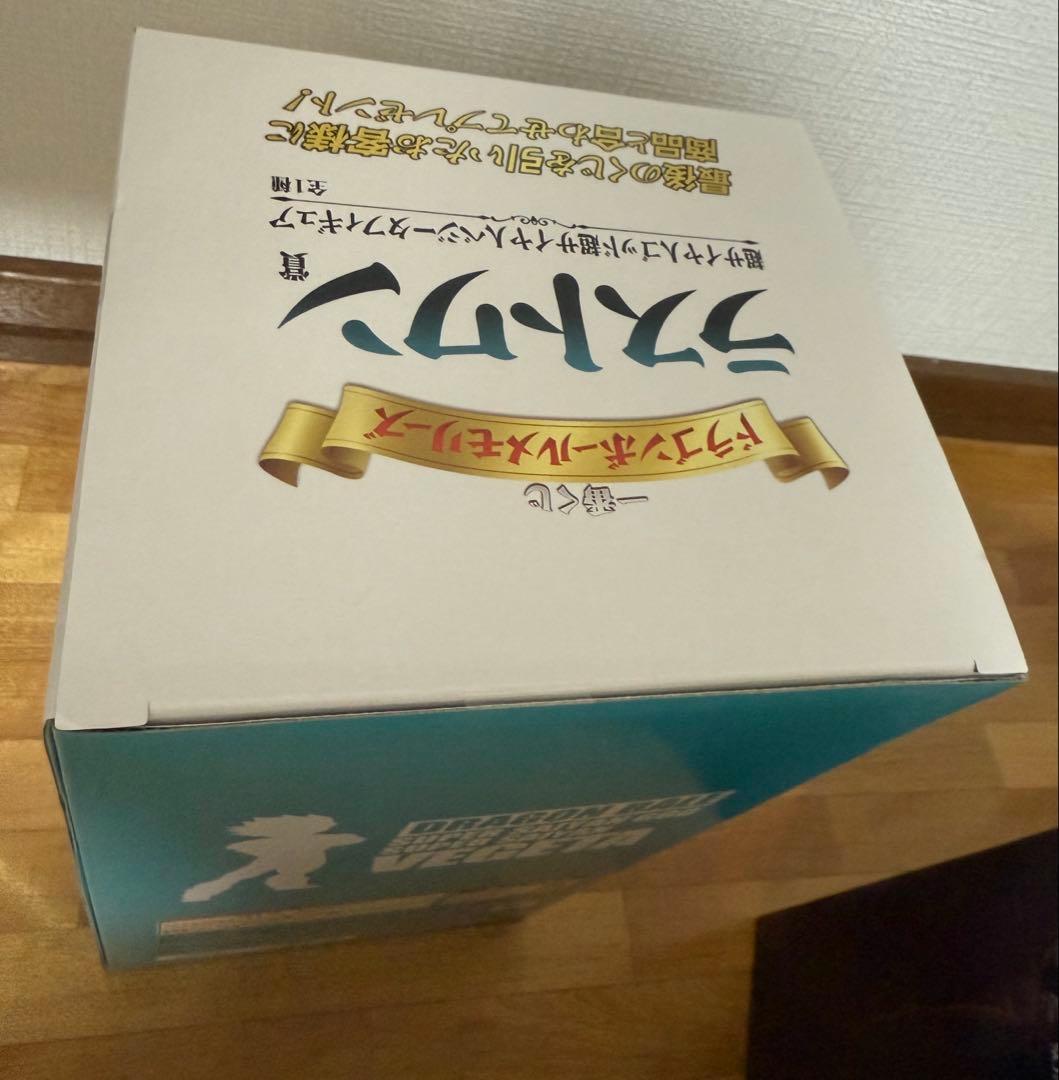 一番くじ
ドラゴンボールメモリーズ
ラストワン賞
超サイヤ人ゴッド超サイヤ人ベジータフィギュア
全1種
最後のくじを引いたお客様に
商品と合わせてプレゼント!
DRAGON BALL
VEGETA